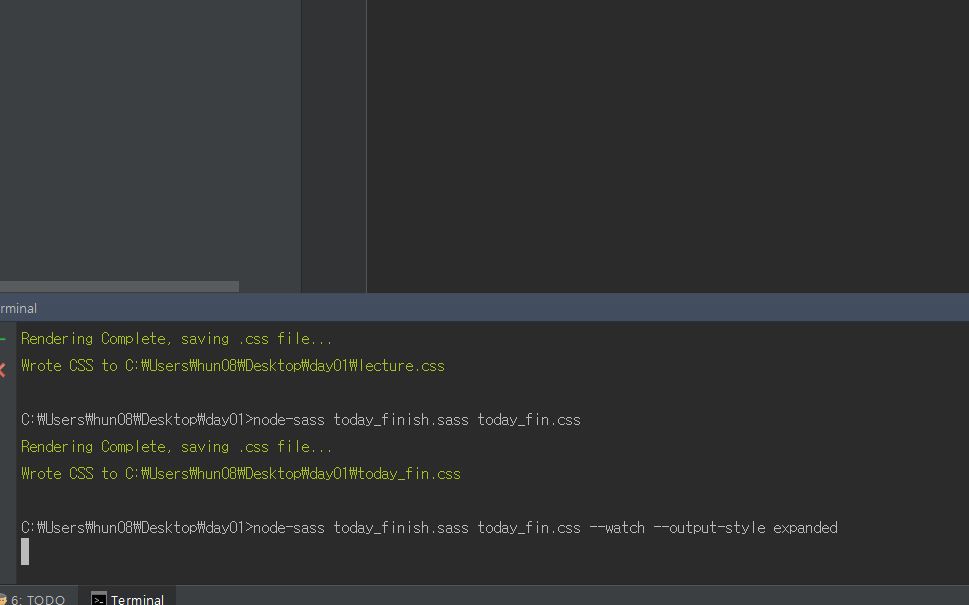 rminal
Rendering Complete, saving .css file...
Wrote CSS to C:₩Users₩hun08₩Desktop₩day01₩lecture.css
C:₩Users₩hun08₩Desktop₩day01>node-sass today_finish.sass today_fin.css
Rendering Complete, saving .css file...
Wrote CSS to C:₩Users₩hun08₩Desktop₩day01₩today_fin.css
C:₩Users₩hun08₩Desktop₩day01>node-sass today_finish.sass today_fin.css --watch --output-style expanded
6: TODO Terminal